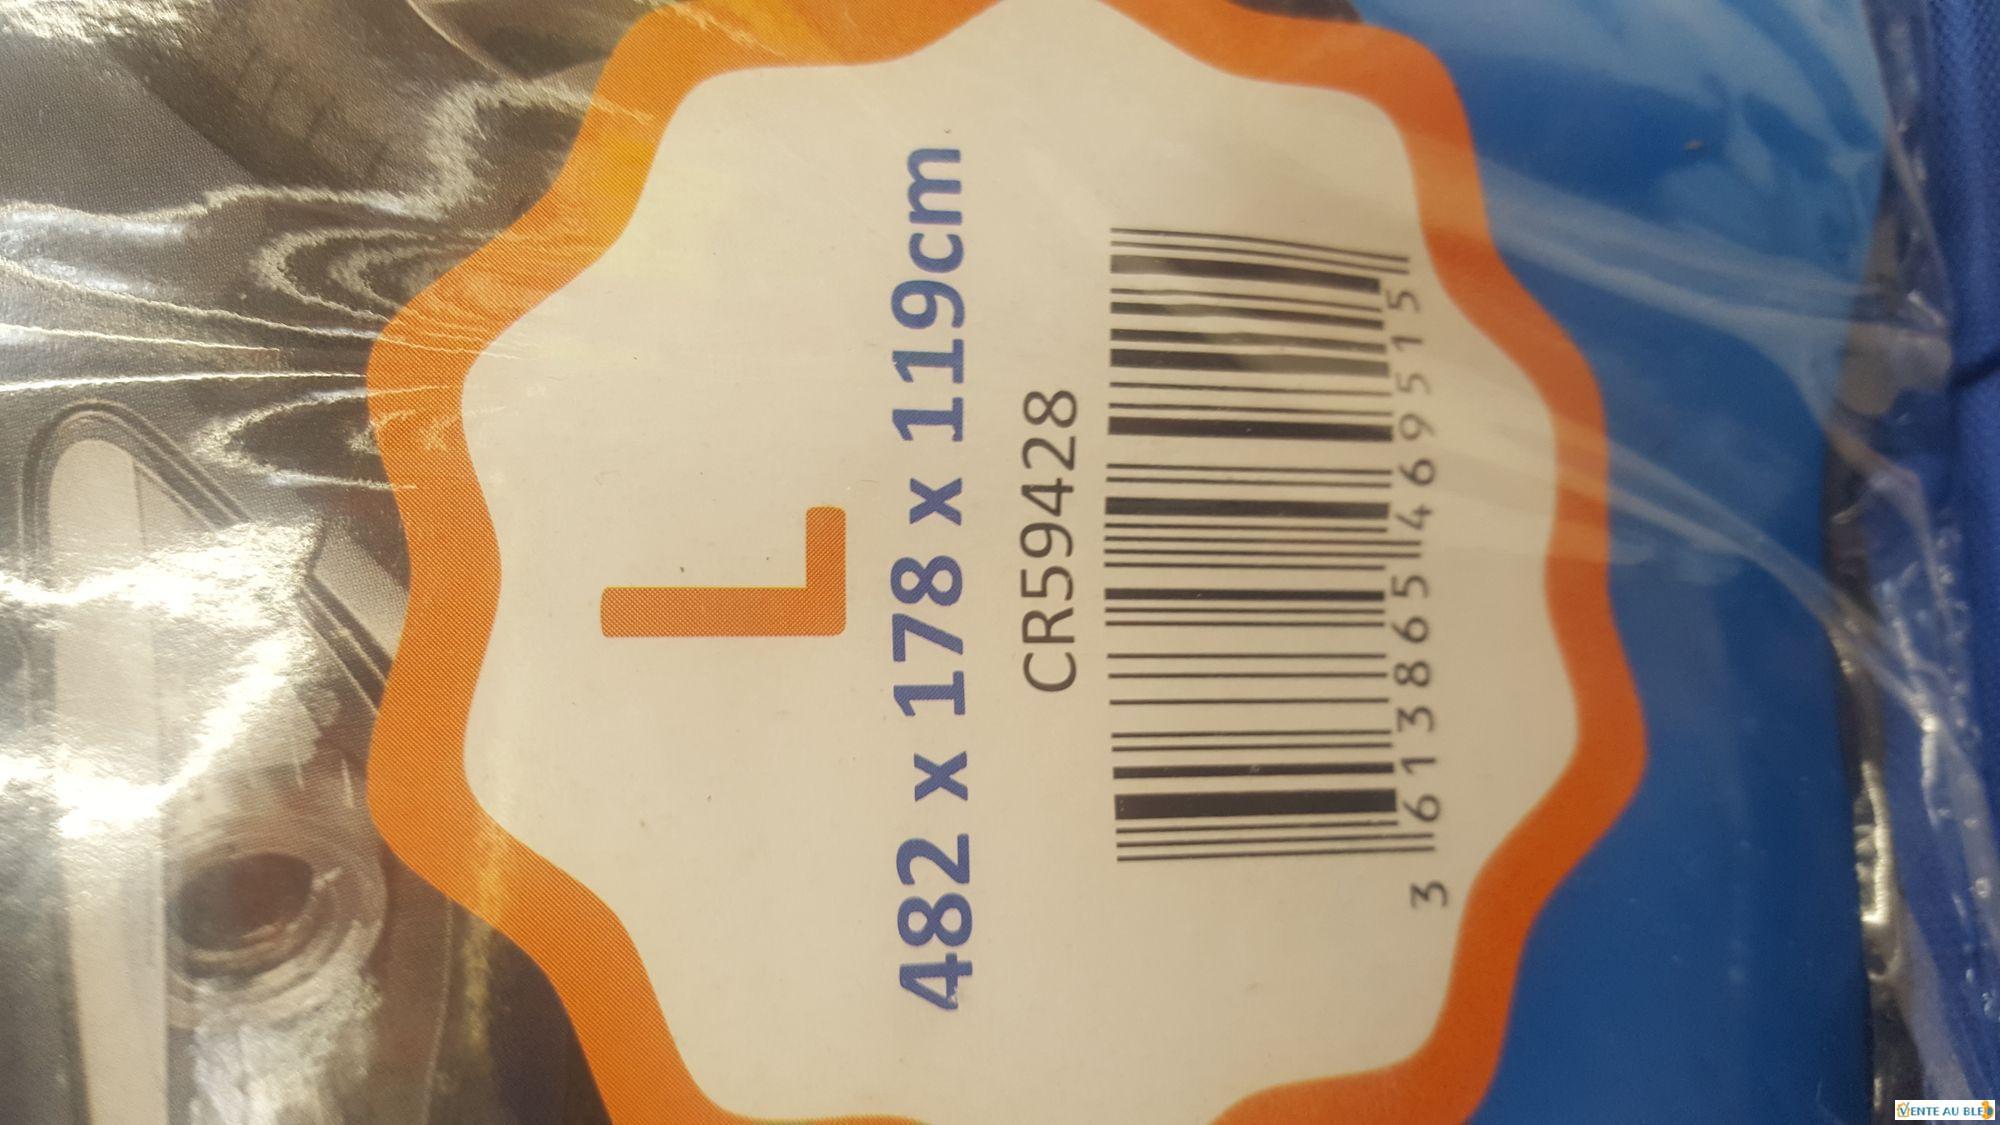 L
482 x 178 x 119cm
CR59428
3 613865 469515
VENTE AU BLE